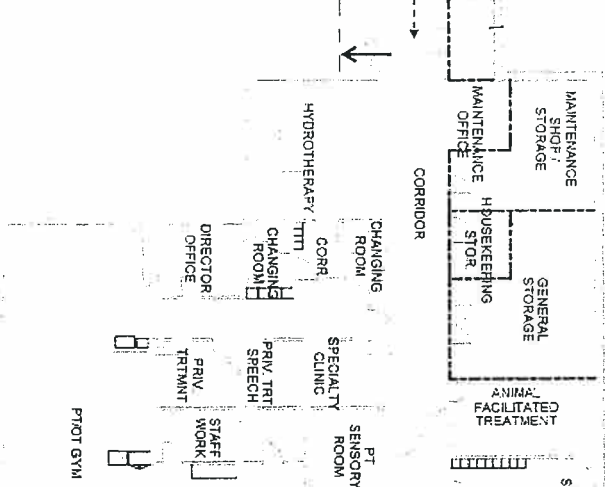 MAINTENANCE
SHOP /
STORAGE
MAINTENANCE
OFFICE
HYDROTHERAPY
CORRIDOR
HOUSEKEEPING
STOR.
GENERAL
STORAGE
CHANGING
ROOM
CORR.
CHANGING
ROOM
DIRECTOR
OFFICE
SPECIALTY
CLINIC
PRIV. TRT
SPEECH
PRIV.
TRTMNT
ANIMAL
FACILITATED
TREATMENT
PT
SENSORY
ROOM
STAFF
WORK
PT/OT GYM
S